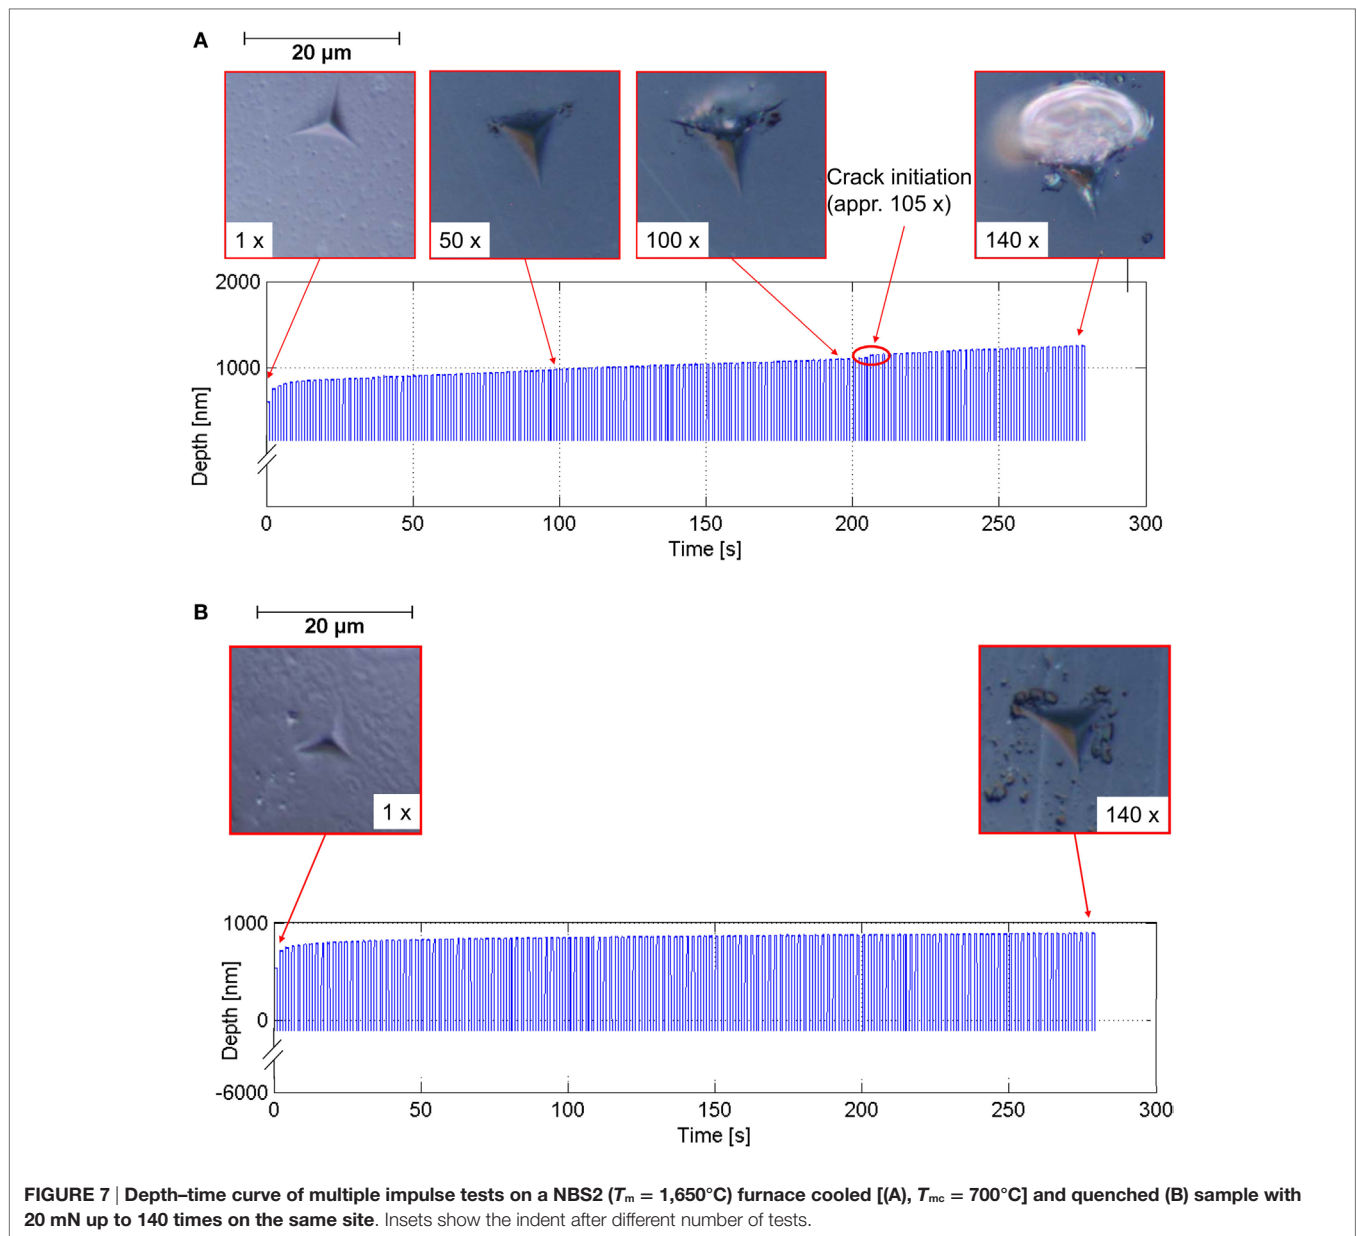 A
20 µm
1 x
50 x
100 x
Crack initiation
(appr. 105 x)
140 x
2000
1000
Depth [nm]
0 50 100 150 200 250 300
Time [s]
B
20 µm
1 x
140 x
1000
0
-6000
Depth [nm]
0 50 100 150 200 250 300
Time [s]
FIGURE 7 | Depth–time curve of multiple impulse tests on a NBS2 (Tm = 1,650°C) furnace cooled [(A), Tmc = 700°C] and quenched (B) sample with
20 mN up to 140 times on the same site. Insets show the indent after different number of tests.